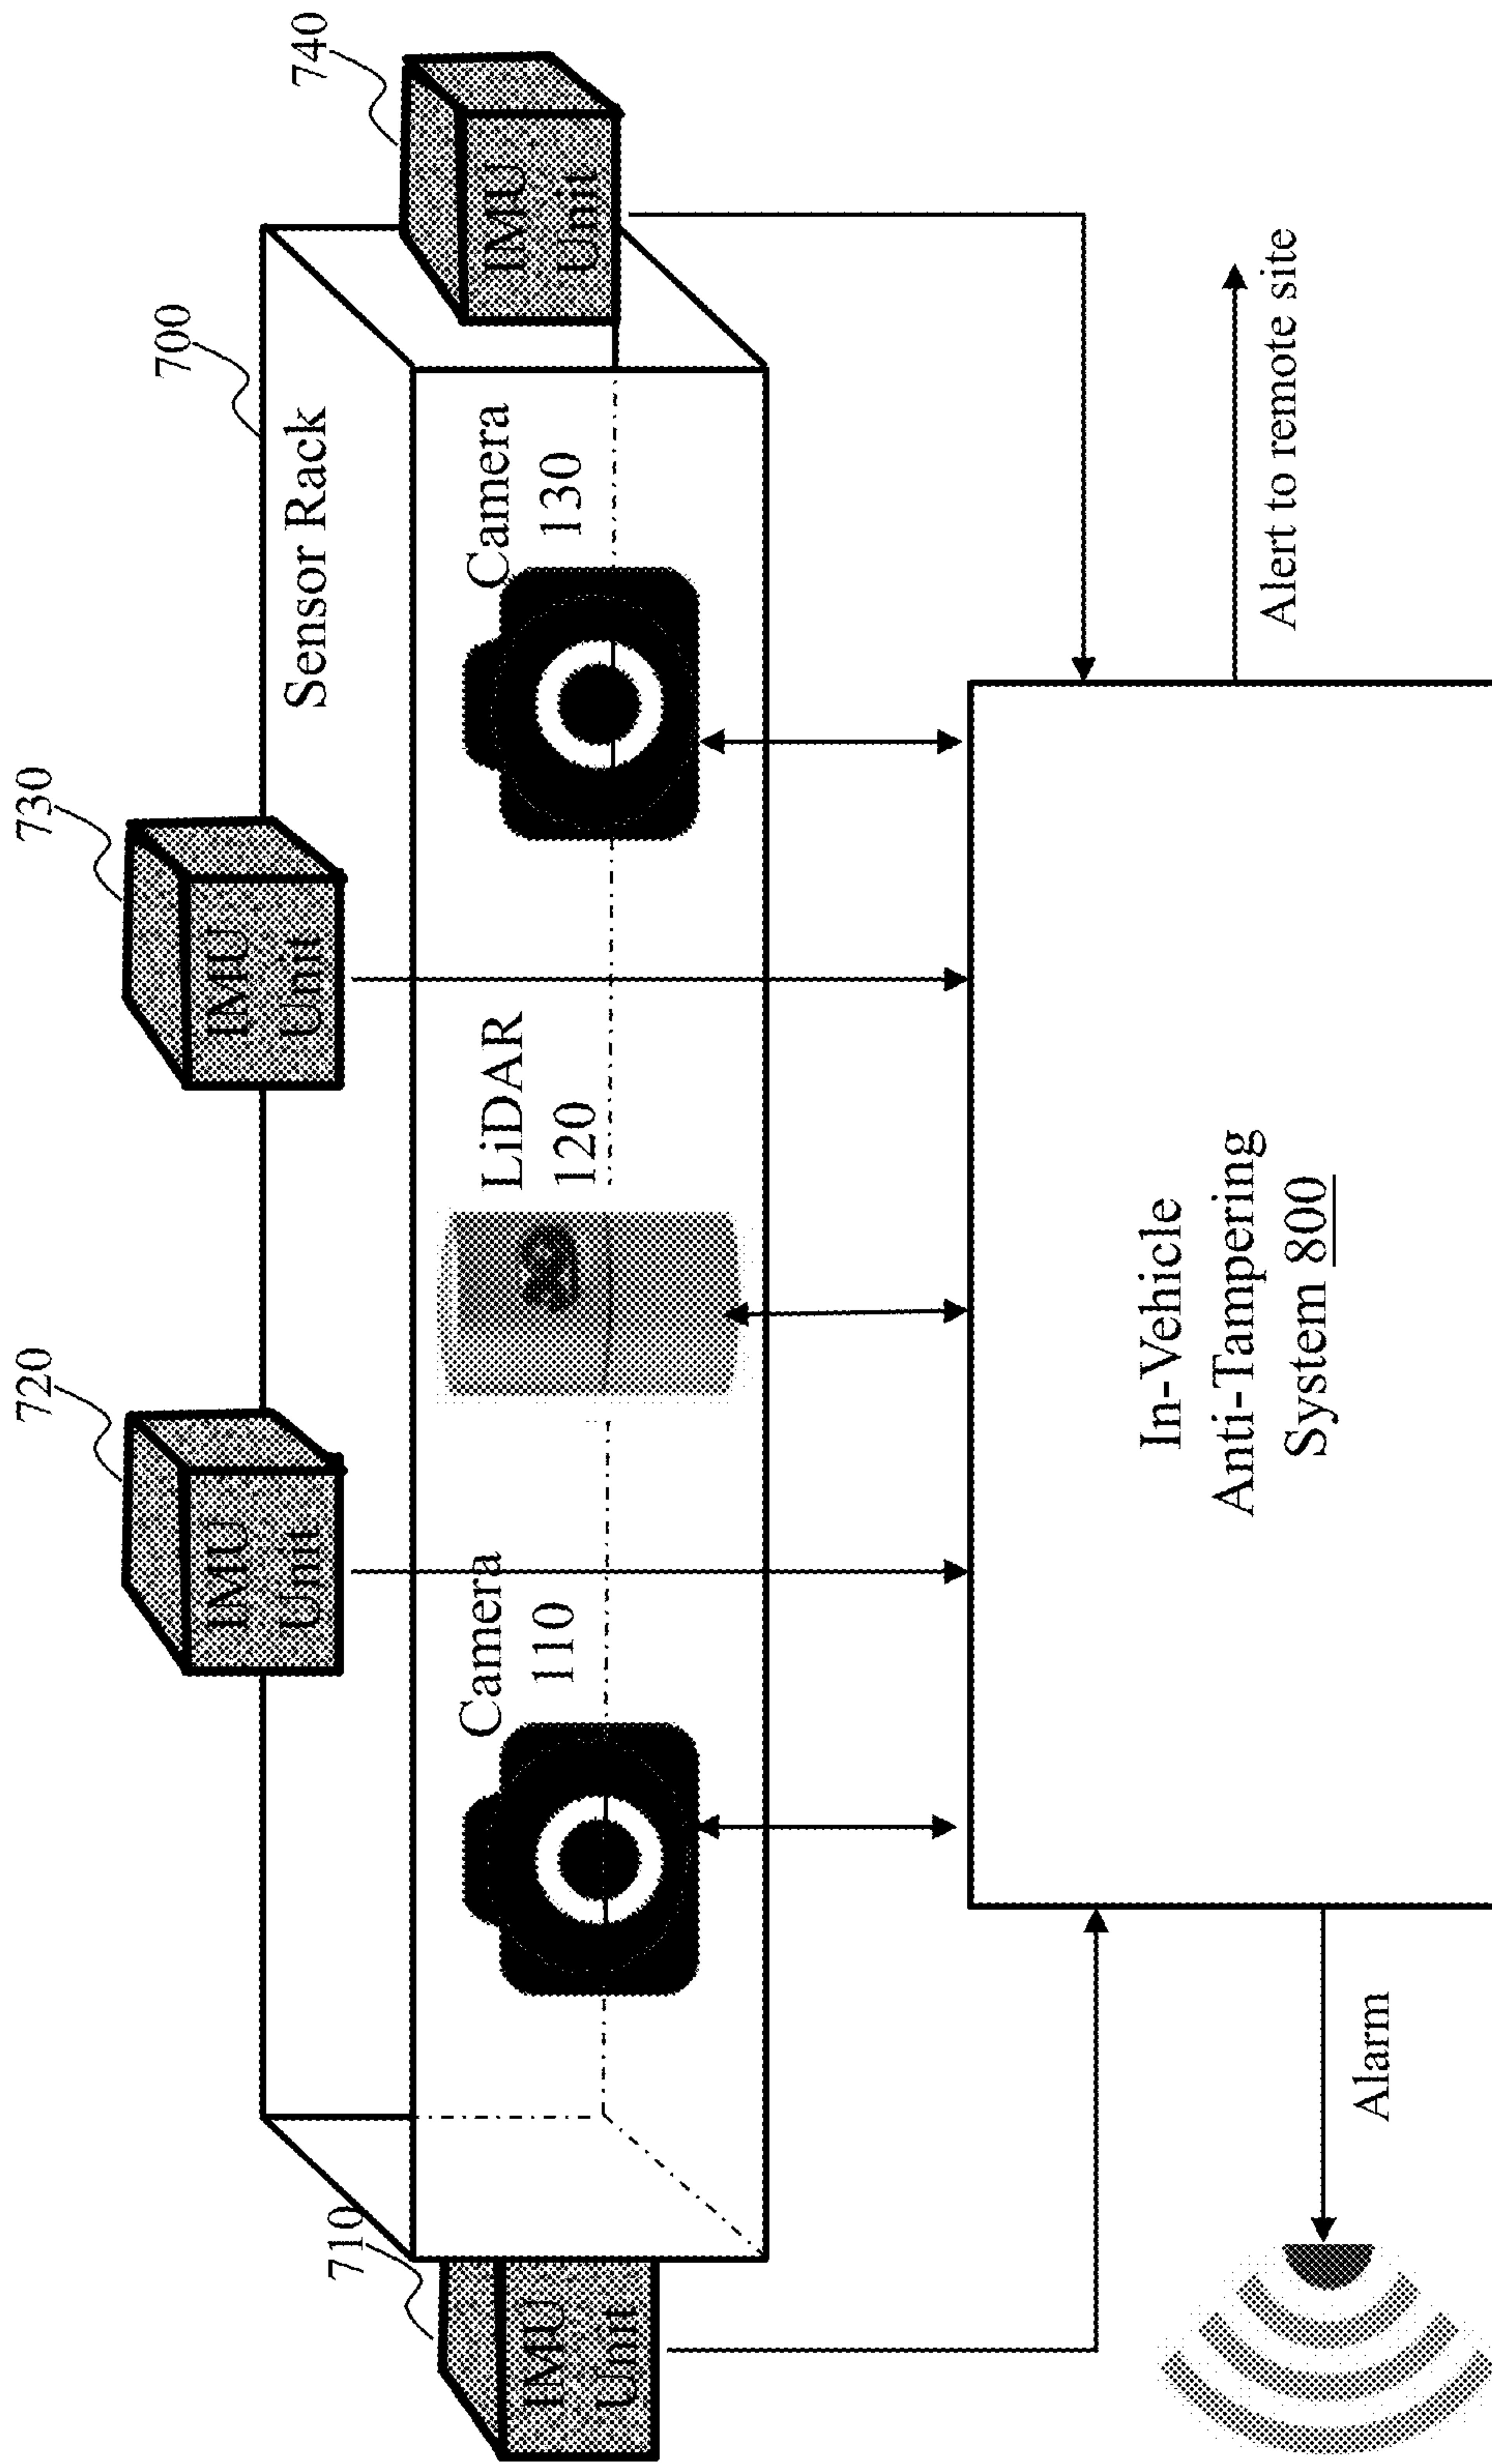 720
730
740
700
710
IMU
Unit
IMU
Unit
Sensor Rack
IMU
Unit
IMU
Unit
Camera
110
LiDAR
120
Camera
130
In-Vehicle
Anti-Tampering
System 800
Alarm
Alert to remote site